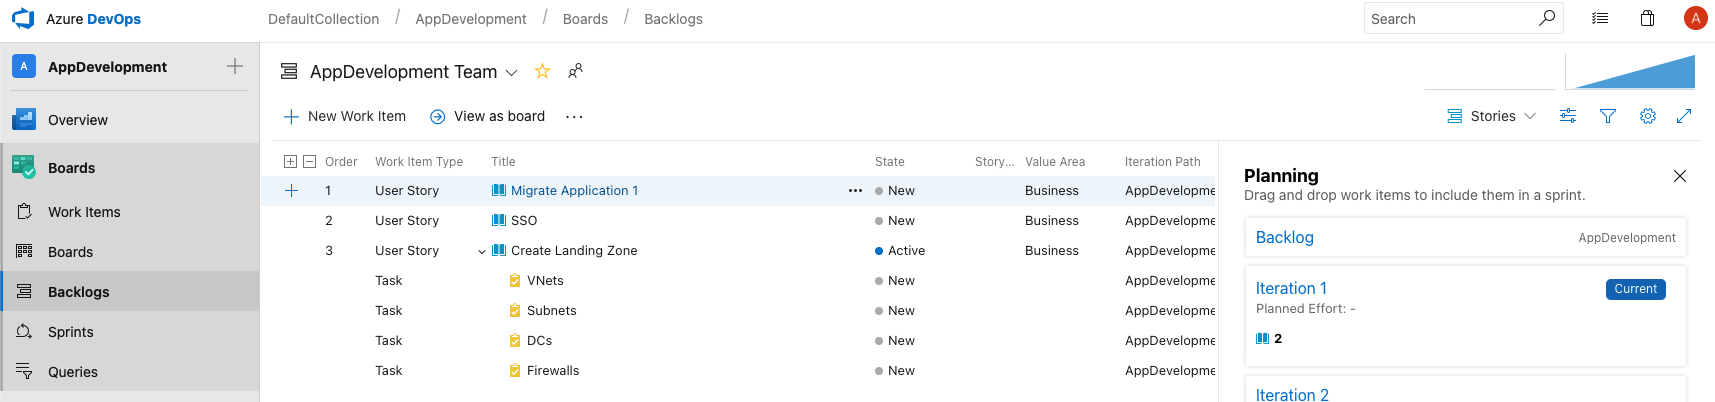 Azure DevOps
DefaultCollection / AppDevelopment / Boards / Backlogs
Search
A
A AppDevelopment
Overview
Boards
Work Items
Boards
Backlogs
Sprints
Queries
AppDevelopment Team
New Work Item View as board ...
Stories
Order Work Item Type Title State Story... Value Area Iteration Path
1 User Story Migrate Application 1 ... New Business AppDevelopme
2 User Story SSO New Business AppDevelopme
3 User Story Create Landing Zone Active Business AppDevelopme
Task VNets New AppDevelopme
Task Subnets New AppDevelopme
Task DCs New AppDevelopme
Task Firewalls New AppDevelopme
Planning
Drag and drop work items to include them in a sprint.
Backlog AppDevelopment
Iteration 1 Current
Planned Effort: -
2
Iteration 2